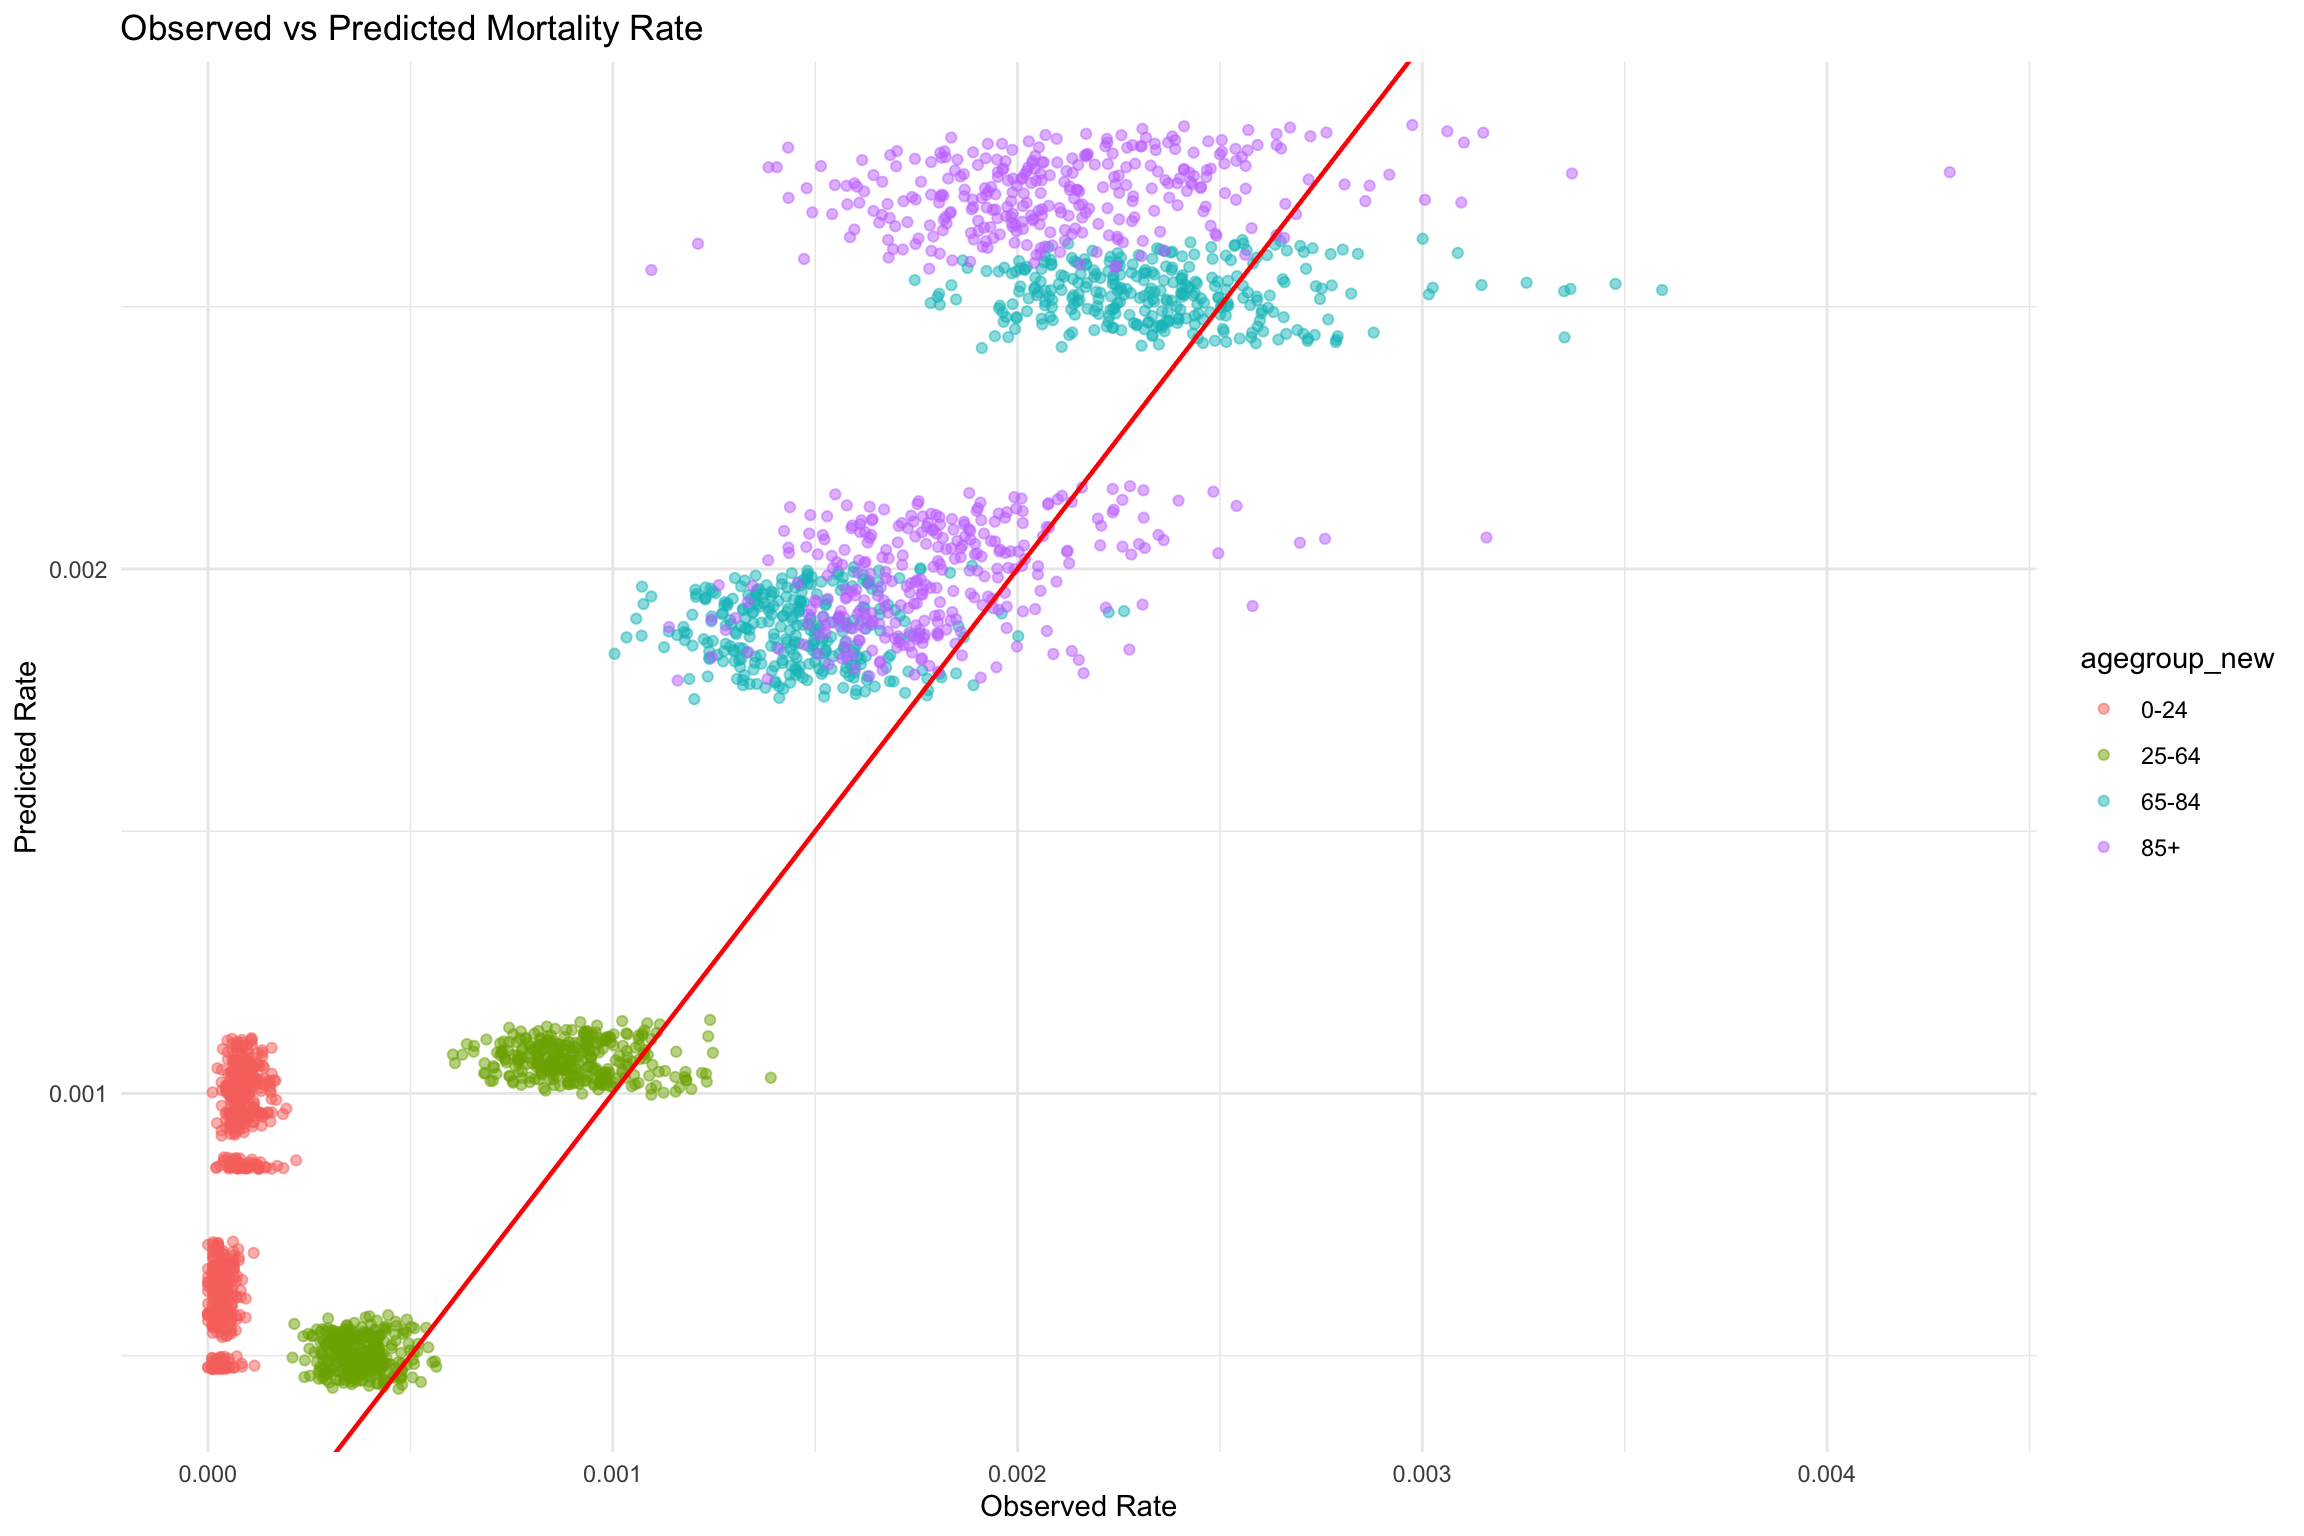 Observed vs Predicted Mortality Rate
Predicted Rate
0.002
0.001
0.000
0.001
0.002
0.003
0.004
Observed Rate
agegroup_new
0-24
25-64
65-84
85+